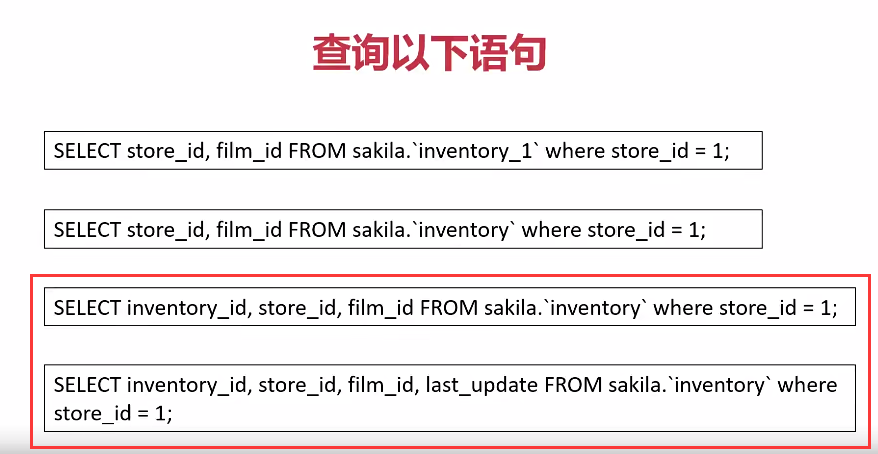 查询以下语句
SELECT store_id, film_id FROM sakila.`inventory_1` where store_id = 1;
SELECT store_id, film_id FROM sakila.`inventory` where store_id = 1;
SELECT inventory_id, store_id, film_id FROM sakila.`inventory` where store_id = 1;
SELECT inventory_id, store_id, film_id, last_update FROM sakila.`inventory` where
store_id = 1;